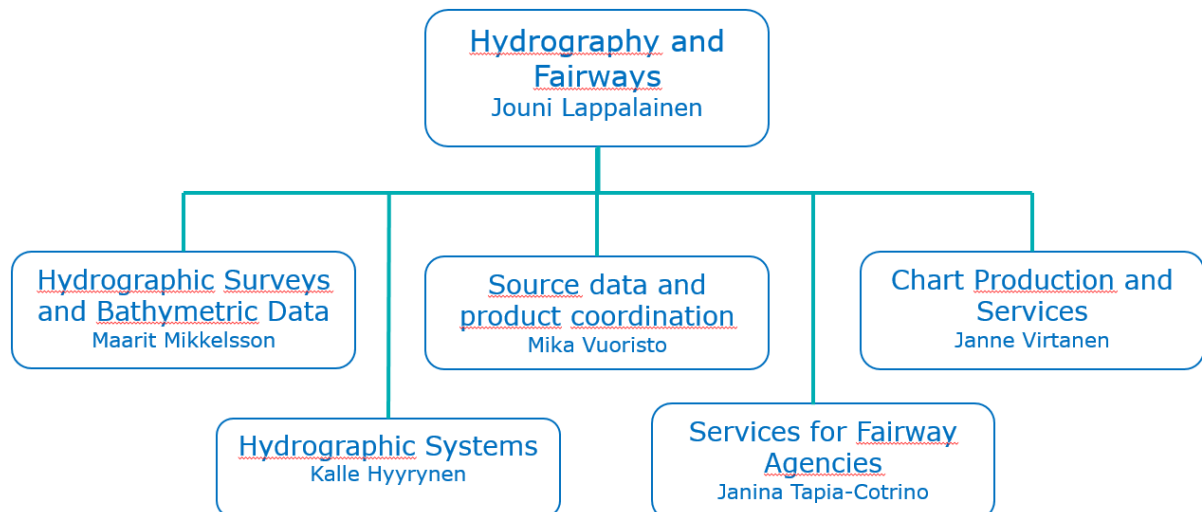 Hydrography and
Fairways
Jouni Lappalainen
Hydrographic Surveys
and Bathymetric Data
Maarit Mikkelsson
Source data and
product coordination
Mika Vuoristo
Chart Production and
Services
Janne Virtanen
Hydrographic Systems
Kalle Hyyrynen
Services for Fairway
Agencies
Janina Tapia-Cotrino